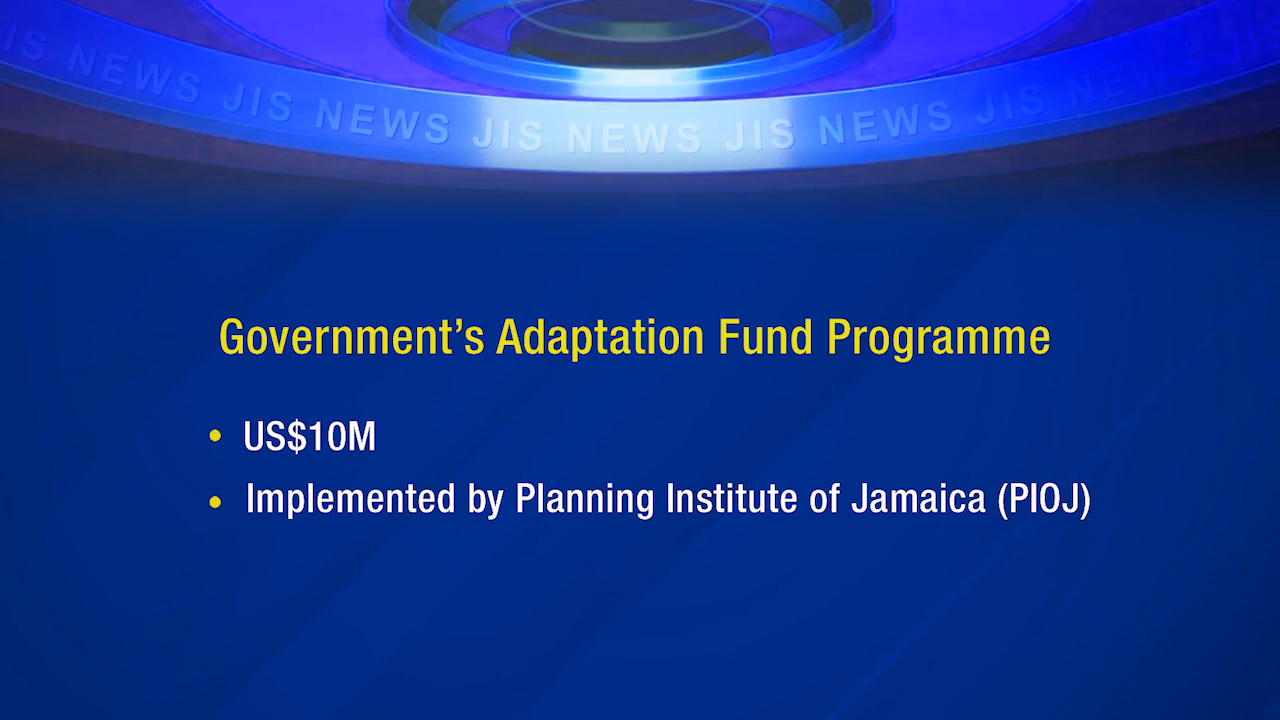 JIS NEWS JIS NEWS JIS NEWS JIS NEWS JIS
Government's Adaptation Fund Programme
• US$10M
• Implemented by Planning Institute of Jamaica (PIOJ)